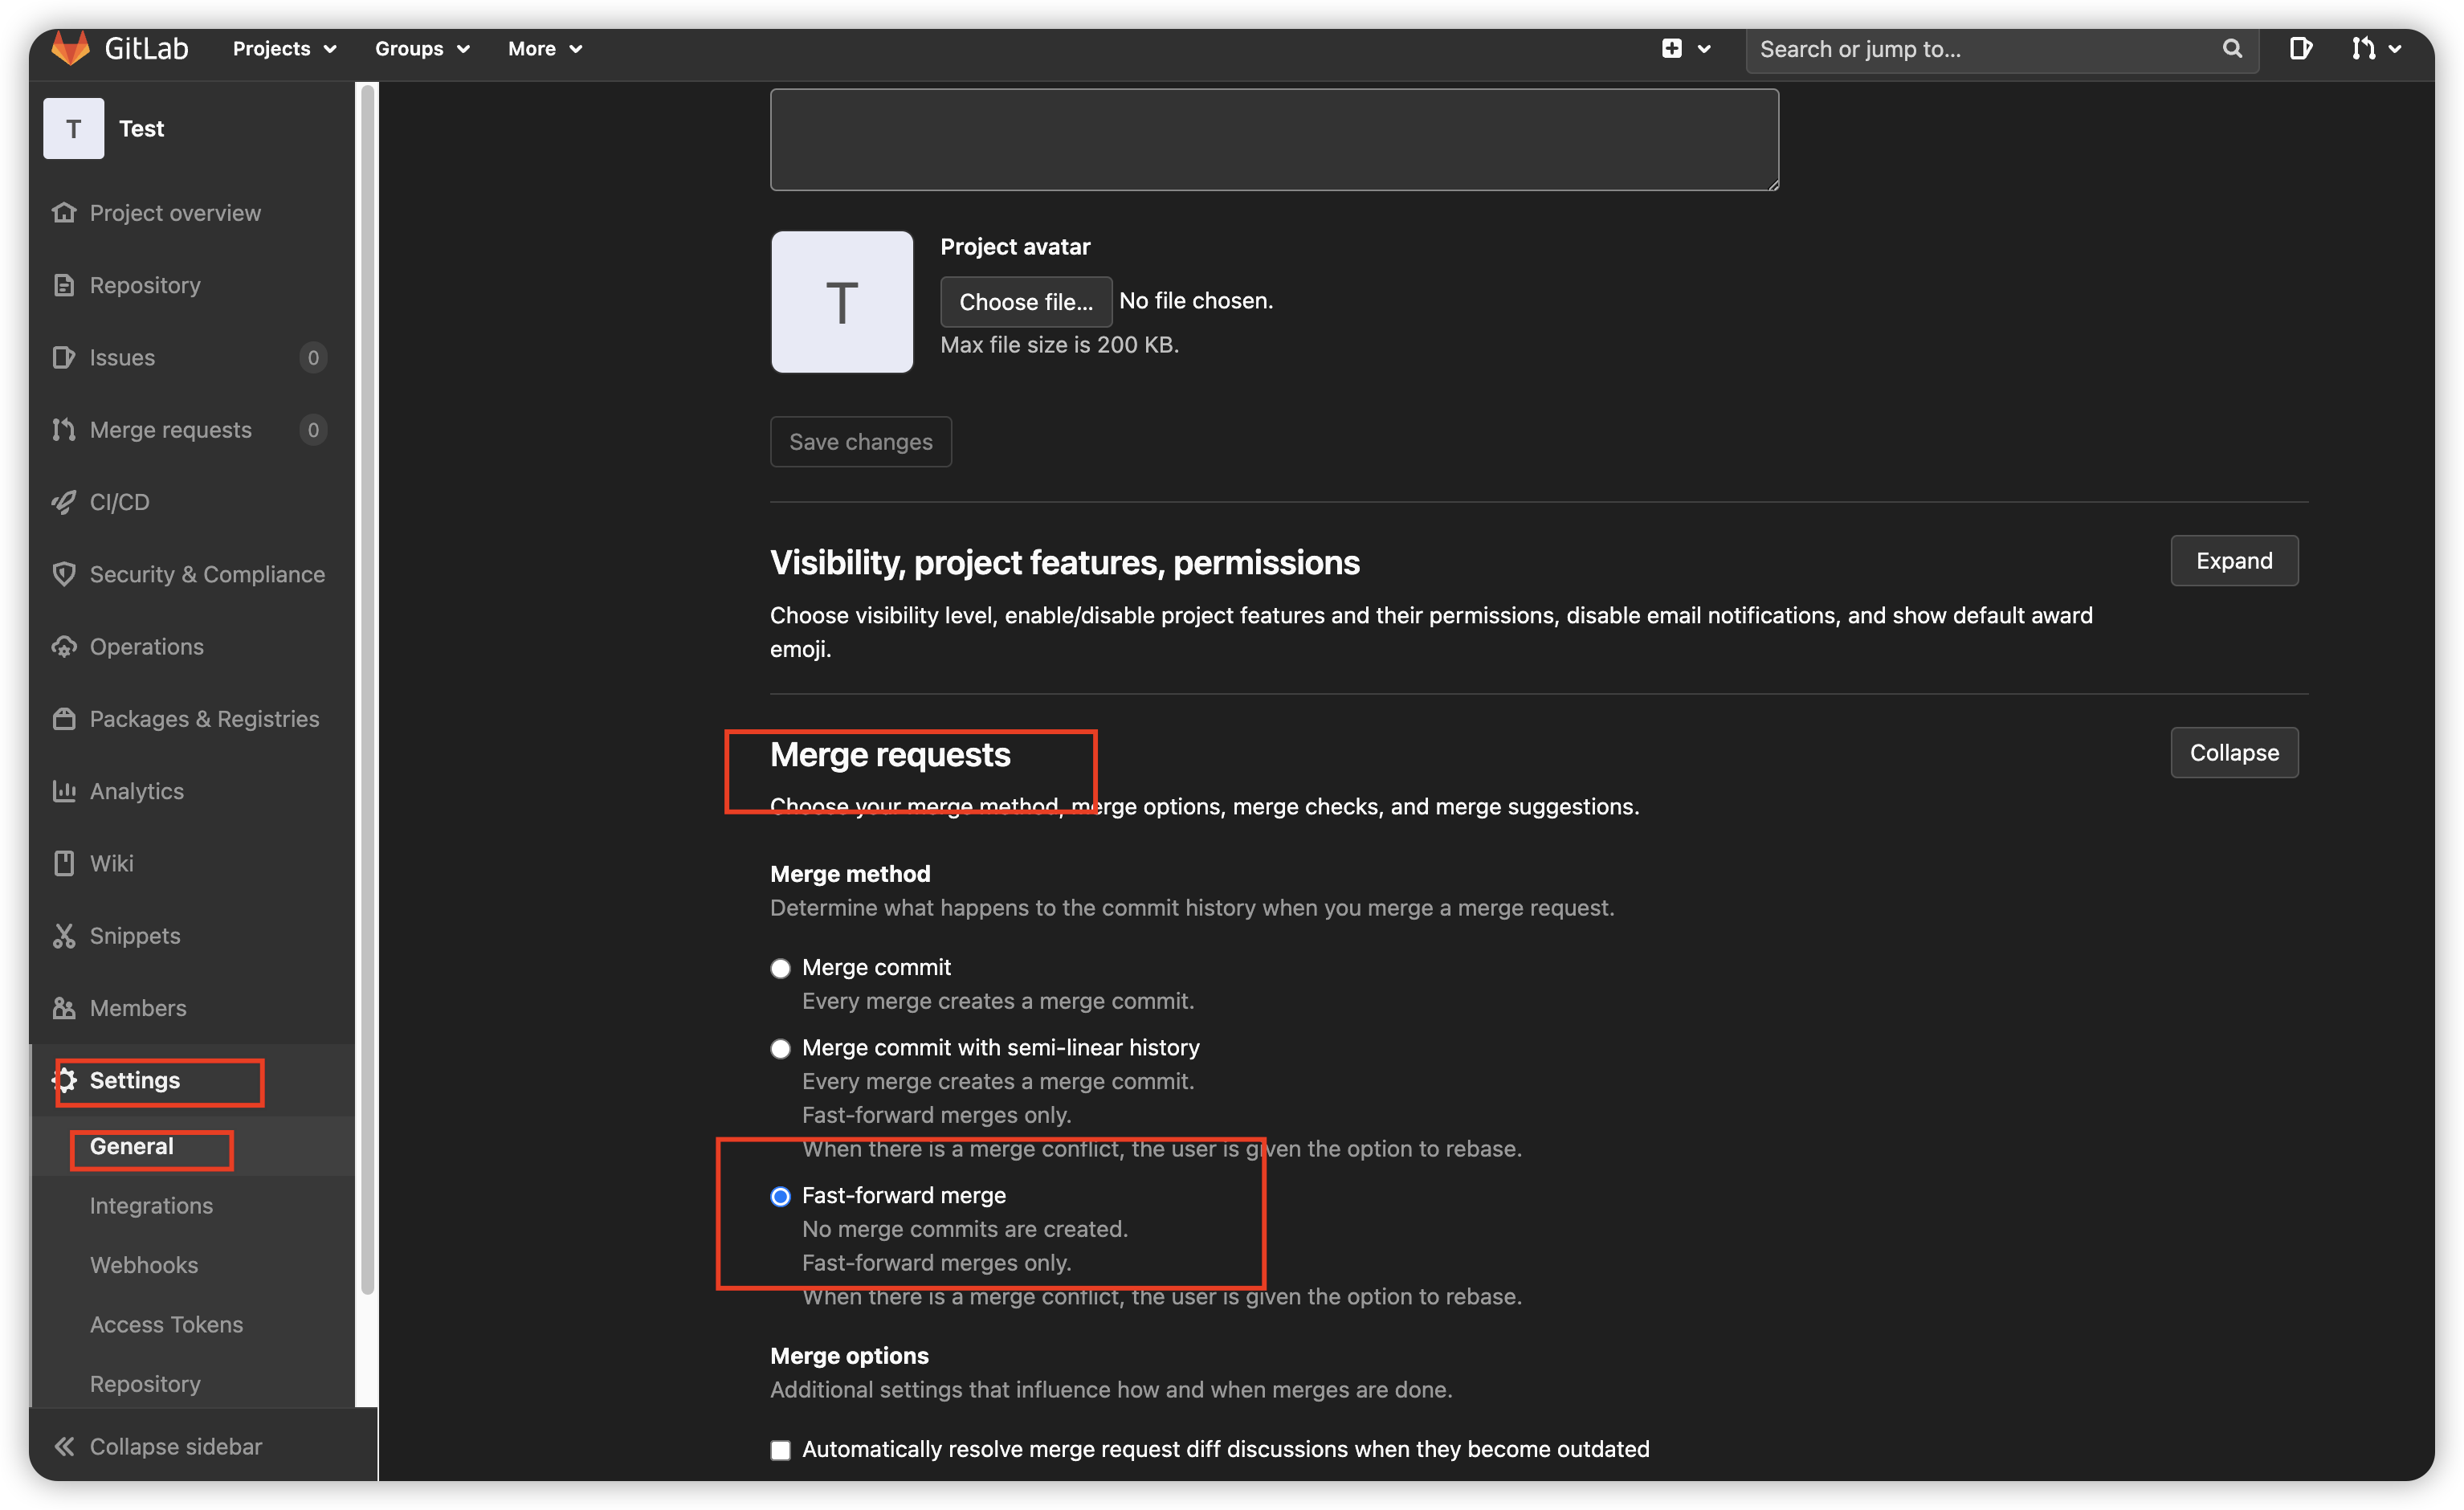 GitLab
Projects
Groups
More
Search or jump to...
T
Test
Project overview
Repository
Issues
0
Merge requests
0
CI/CD
Security & Compliance
Operations
Packages & Registries
Analytics
Wiki
Snippets
Members
Settings
General
Integrations
Webhooks
Access Tokens
Repository
Collapse sidebar
T
Project avatar
Choose file...
No file chosen.
Max file size is 200 KB.
Save changes
Visibility, project features, permissions
Expand
Choose visibility level, enable/disable project features and their permissions, disable email notifications, and show default award
emoji.
Merge requests
Collapse
Choose your merge method, merge options, merge checks, and merge suggestions.
Merge method
Determine what happens to the commit history when you merge a merge request.
Merge commit
Every merge creates a merge commit.
Merge commit with semi-linear history
Every merge creates a merge commit.
Fast-forward merges only.
When there is a merge conflict, the user is given the option to rebase.
Fast-forward merge
No merge commits are created.
Fast-forward merges only.
When there is a merge conflict, the user is given the option to rebase.
Merge options
Additional settings that influence how and when merges are done.
Automatically resolve merge request diff discussions when they become outdated